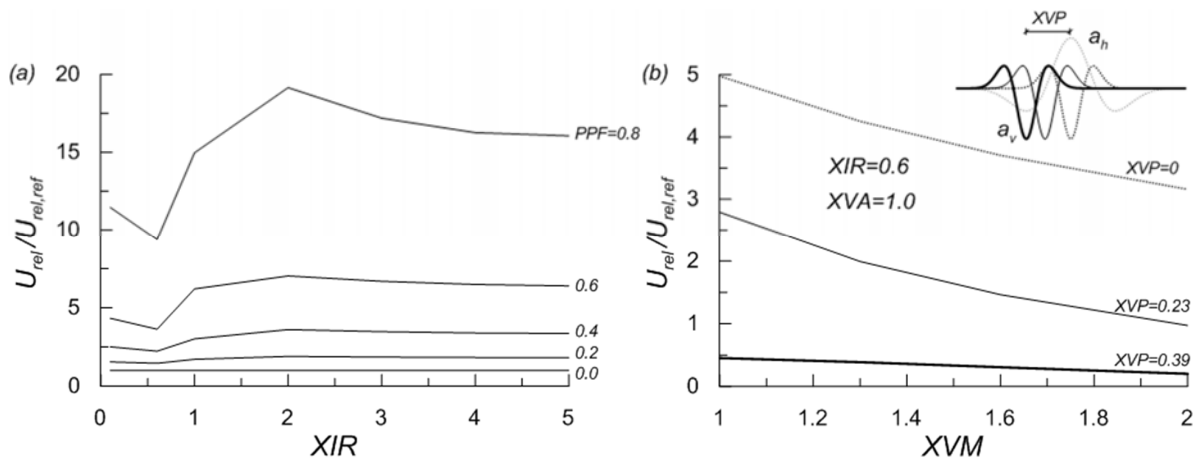 (a)
20
15
10
5
0
U_rel/U_rel,ref
PPF=0.8
0.6
0.4
0.2
0.0
0 1 2 3 4 5
XIR
(b)
5
4
3
2
1
0
U_rel/U_rel,ref
XVP
a_h
a_v
XIR=0.6
XVA=1.0
XVP=0
XVP=0.23
XVP=0.39
1 1.2 1.4 1.6 1.8 2
XVM